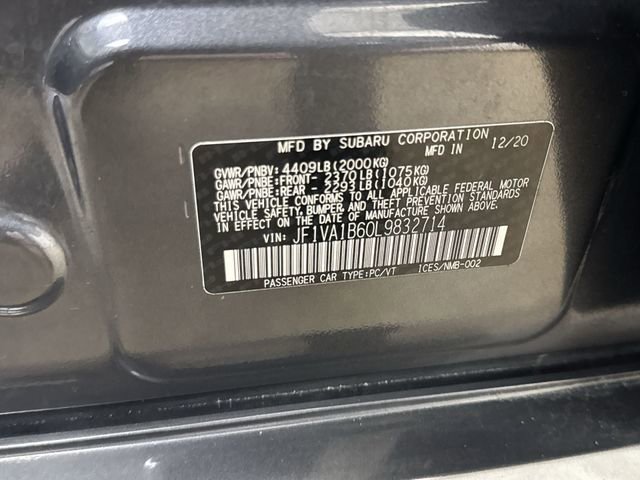 MFD BY SUBARU CORPORATION
MFD IN 12/20
GVWR/PNBV: 4409LB(2000KG)
GAWR/PNBE:FRONT- 2370LB(1075KG)
GAWR/PNBE:REAR - 2293LB(1040KG)
THIS VEHICLE CONFORMS TO ALL APPLICABLE FEDERAL MOTOR
VEHICLE SAFETY, BUMPER, AND THEFT PREVENTION STANDARDS
IN EFFECT ON THE DATE OF MANUFACTURE SHOWN ABOVE.
VIN: JF1VA1B60L9832714
PASSENGER CAR TYPE:PC/VT ICES/NMB-002